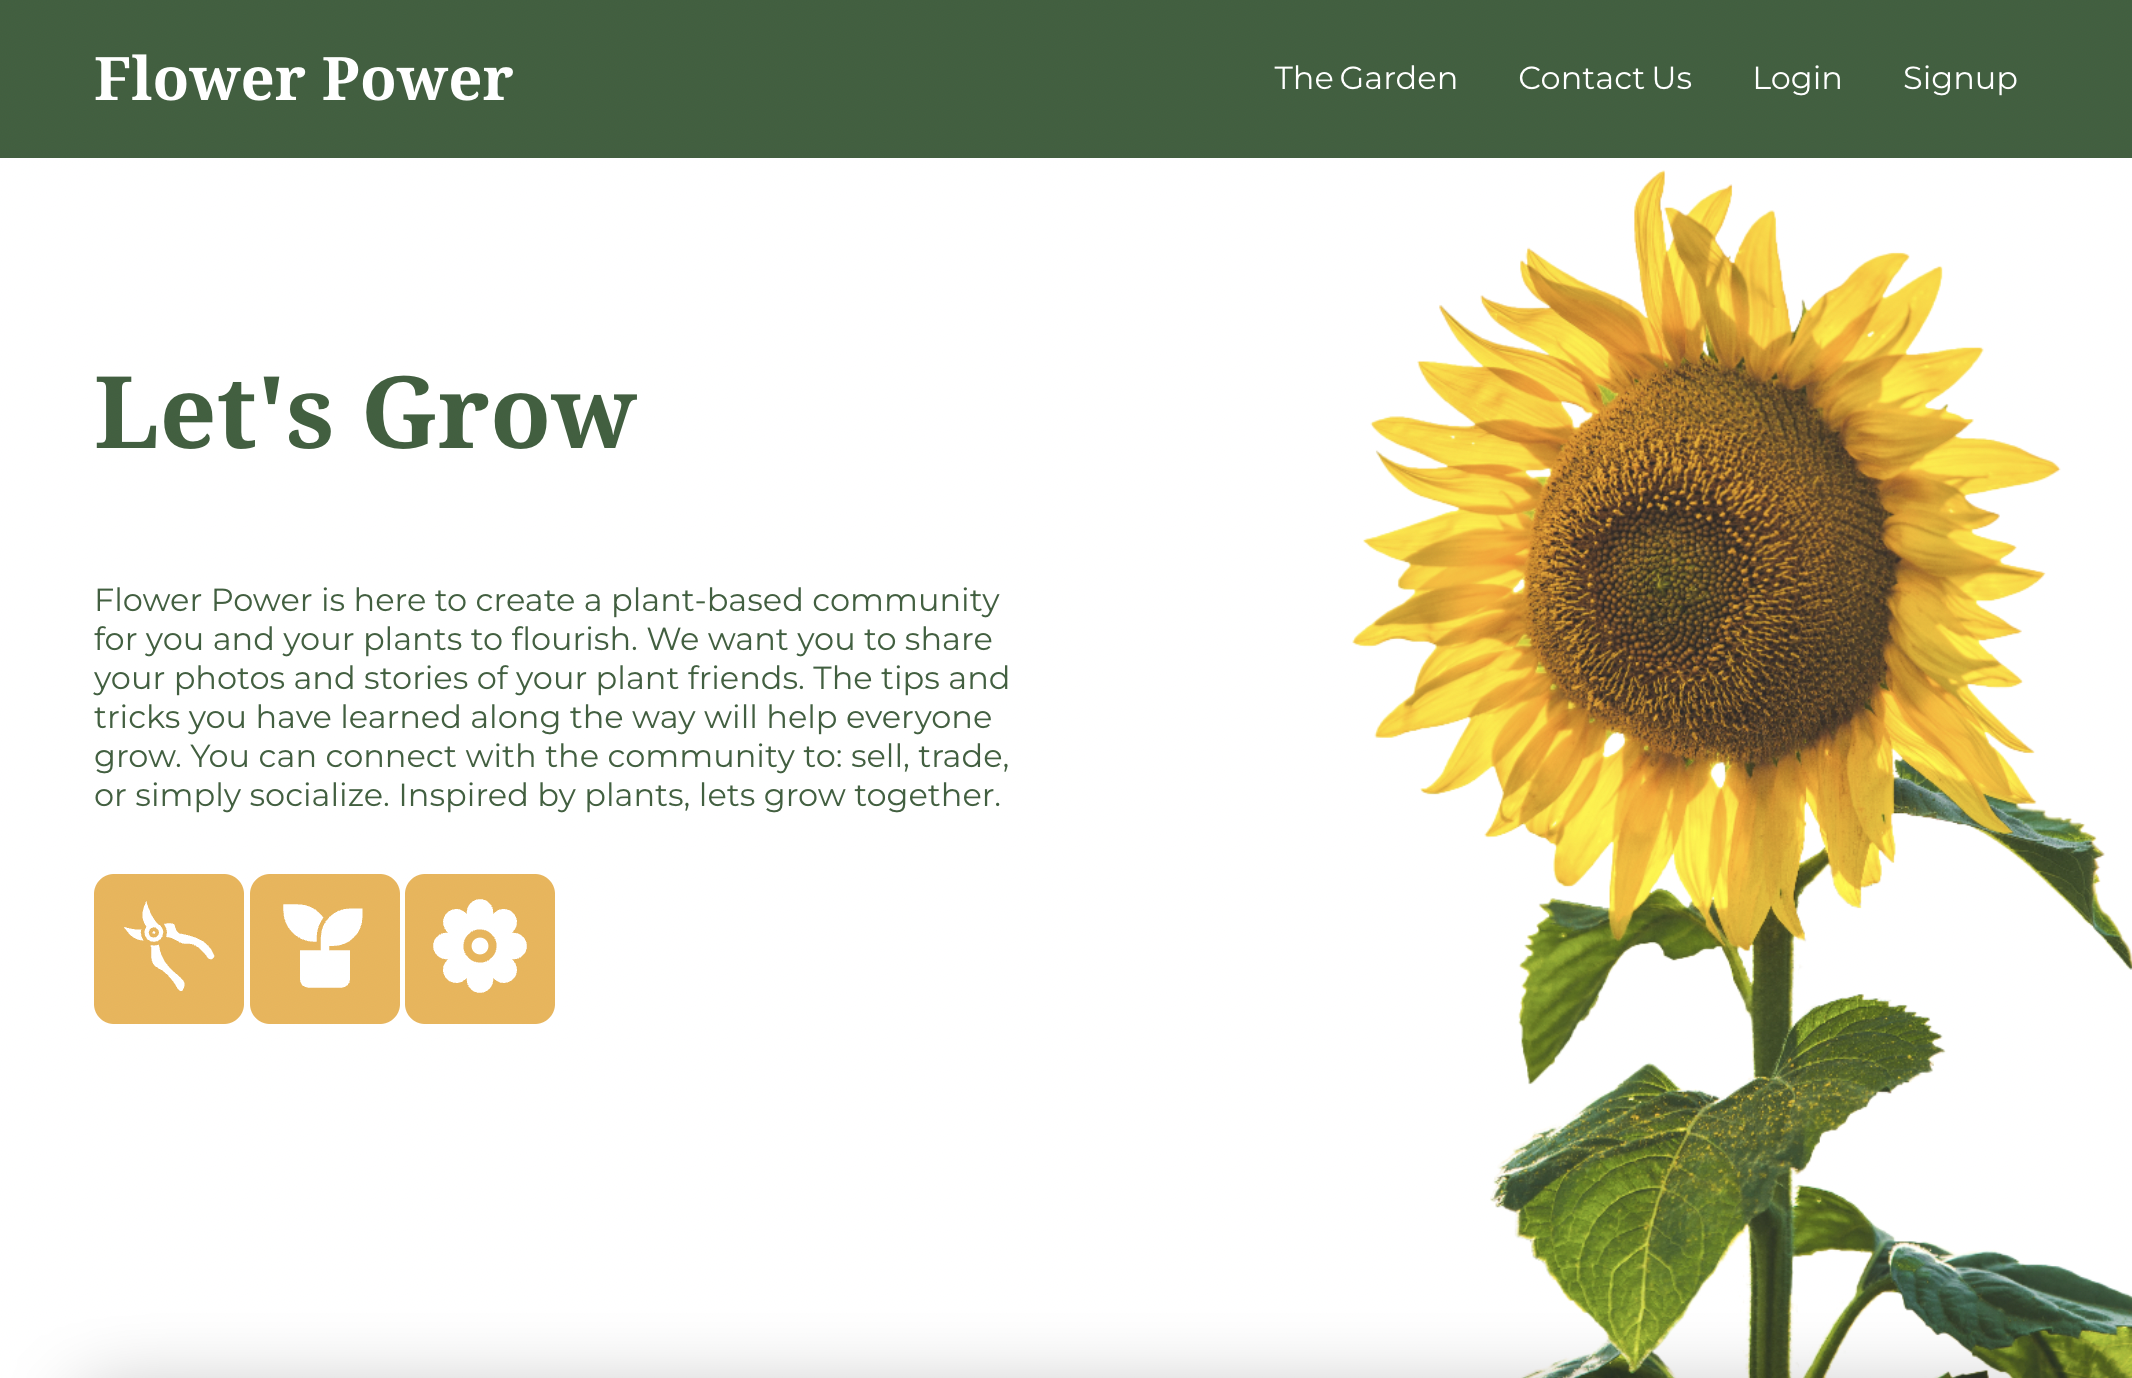 Flower Power
The Garden
Contact Us
Login
Signup
Let's Grow
Flower Power is here to create a plant-based community
for you and your plants to flourish. We want you to share
your photos and stories of your plant friends. The tips and
tricks you have learned along the way will help everyone
grow. You can connect with the community to: sell, trade,
or simply socialize. Inspired by plants, lets grow together.